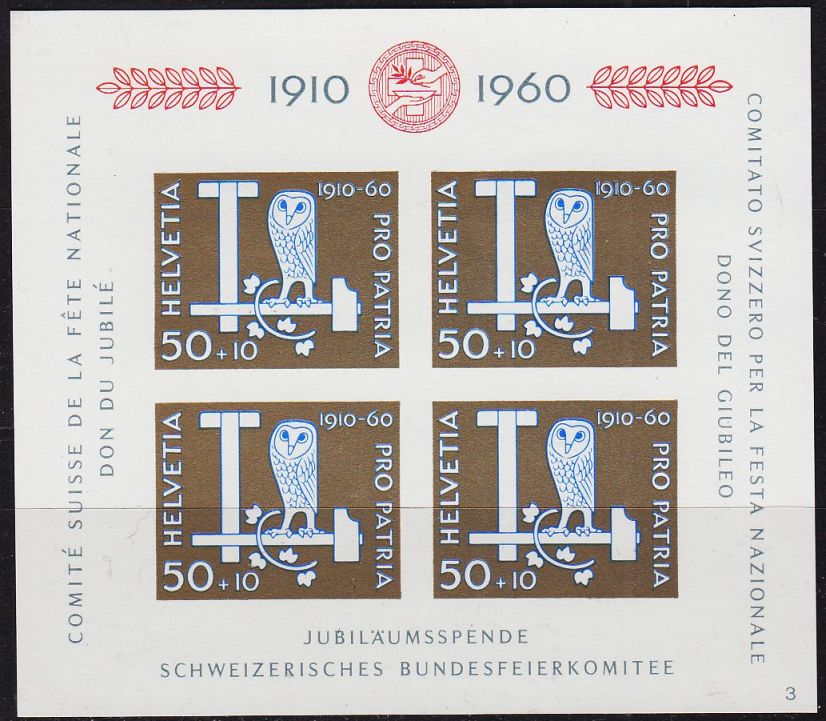 1910 1960
COMITÉ SUISSE DE LA FÊTE NATIONALE
DON DU JUBILÉ
HELVETIA
1910-60
PRO PATRIA
50+10
HELVETIA
1910-60
PRO PATRIA
50+10
HELVETIA
1910-60
PRO PATRIA
50+10
HELVETIA
1910-60
PRO PATRIA
50+10
COMITATO SVIZZERO PER LA FESTA NAZIONALE
DONO DEL GIUBILEO
JUBILÄUMSSPENDE
SCHWEIZERISCHES BUNDESFEIERKOMITEE
3